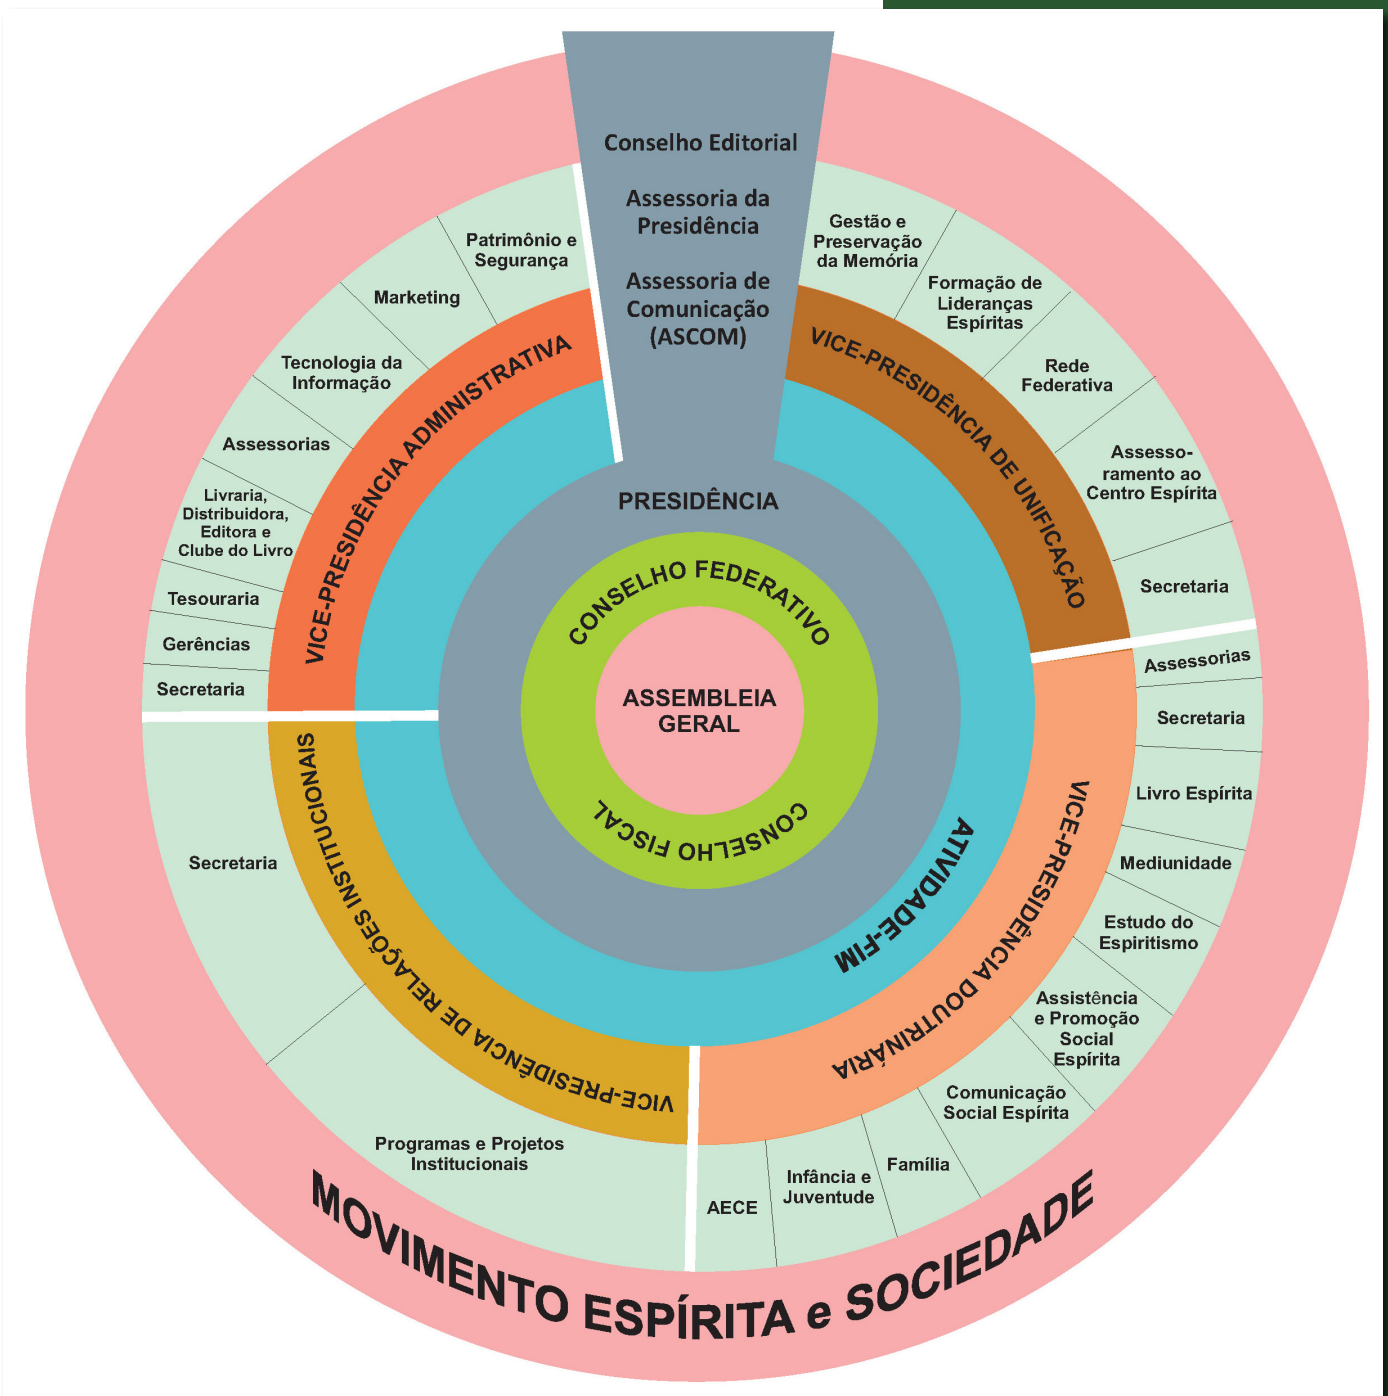 Conselho Editorial
Assessoria da
Presidência
Assessoria de
Comunicação
(ASCOM)
PRESIDÊNCIA
CONSELHO FEDERATIVO
ASSEMBLEIA
GERAL
CONSELHO FISCAL
ATIVIDADE-FIM
VICE-PRESIDÊNCIA DE UNIFICAÇÃO
Gestão e
Preservação
da Memória
Formação de
Lideranças
Espíritas
Rede
Federativa
Assesso-
ramento ao
Centro Espírita
Secretaria
VICE-PRESIDÊNCIA DOUTRINÁRIA
Assessorias
Secretaria
Livro Espírita
Mediunidade
Estudo do
Espiritismo
Assistência
e Promoção
Social
Espírita
Comunicação
Social Espírita
Família
Infância e
Juventude
AECE
VICE-PRESIDÊNCIA DE RELAÇÕES INSTITUCIONAIS
Programas e Projetos
Institucionais
Secretaria
VICE-PRESIDÊNCIA ADMINISTRATIVA
Secretaria
Gerências
Tesouraria
Livraria,
Distribuidora,
Editora e
Clube do Livro
Assessorias
Tecnologia da
Informação
Marketing
Patrimônio e
Segurança
MOVIMENTO ESPÍRITA e SOCIEDADE